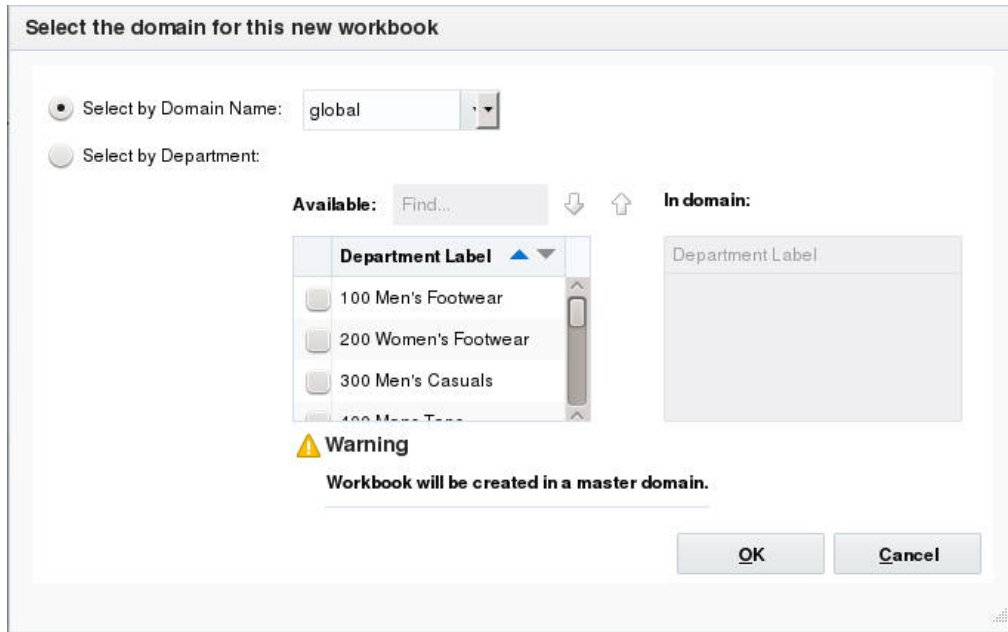 Select the domain for this new workbook
Select by Domain Name: global
Select by Department:
Available: Find... In domain:
Department Label Department Label
100 Men's Footwear
200 Women's Footwear
300 Men's Casuals
Warning
Workbook will be created in a master domain.
OK Cancel